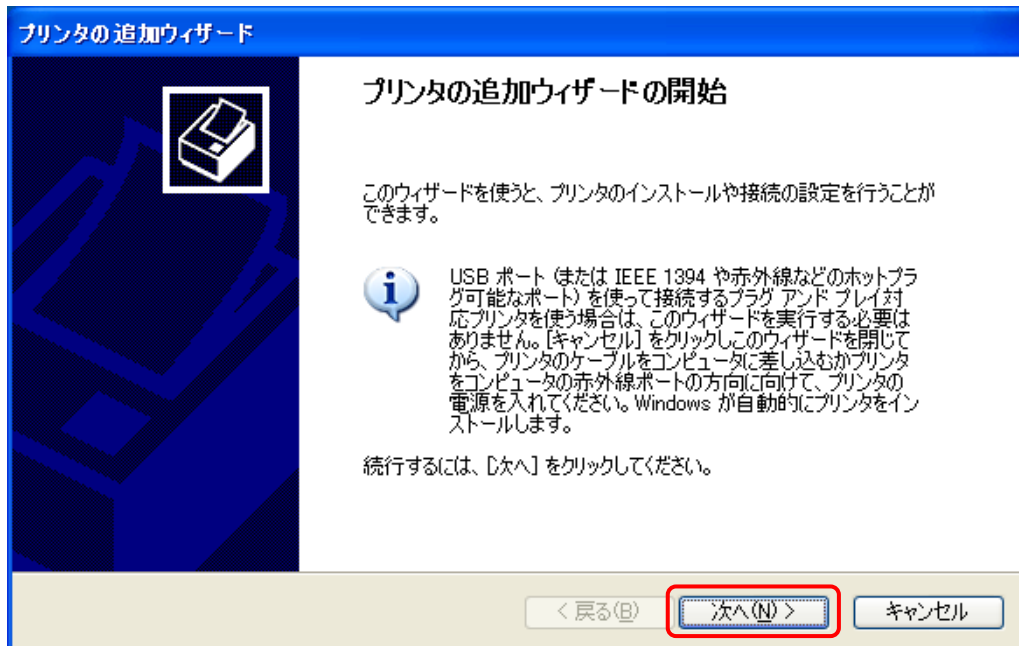 プリンタの追加ウィザード
プリンタの追加ウィザードの開始
このウィザードを使うと、プリンタのインストールや接続の設定を行うことが
できます。
USB ポート (または IEEE 1394 や赤外線などのホットプラ
グ可能なポート) を使って接続するプラグ アンド プレイ対
応プリンタを使う場合は、このウィザードを実行する必要は
ありません。[キャンセル] をクリックしこのウィザードを閉じて
から、プリンタのケーブルをコンピュータに差し込むかプリンタ
をコンピュータの赤外線ポートの方向に向けて、プリンタの
電源を入れてください。Windows が自動的にプリンタをイン
ストールします。
続行するには、[次へ] をクリックしてください。
< 戻る(B) 次へ(N) > キャンセル